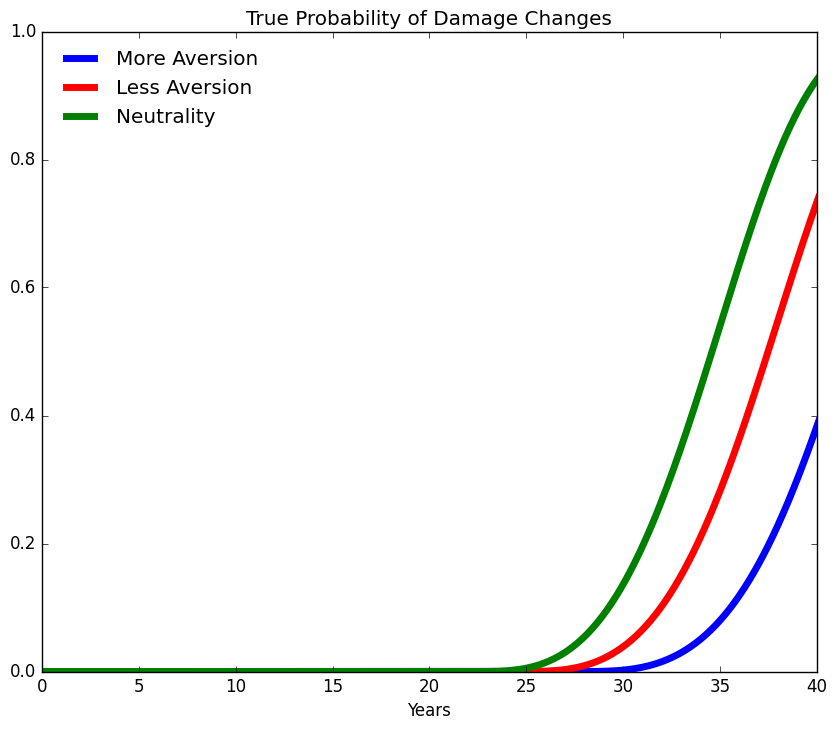 True Probability of Damage Changes
1.0
More Aversion
Less Aversion
Neutrality
0.8
0.6
0.4
0.2
0.0
0 5 10 15 20 25 30 35 40
Years